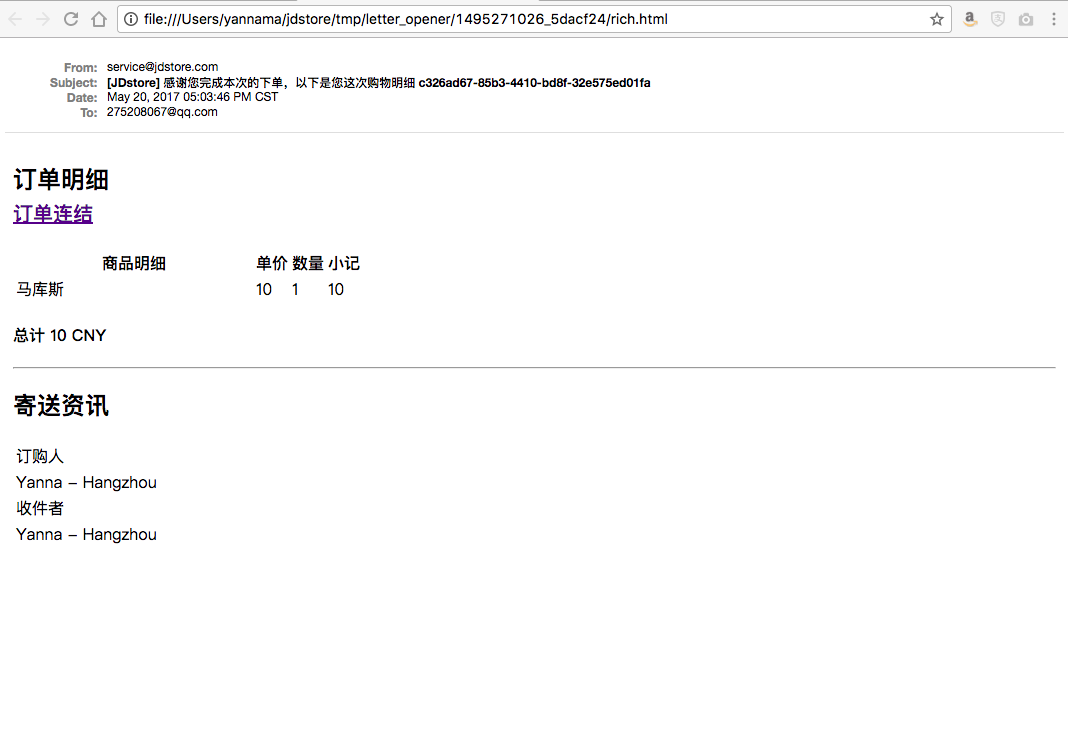 file:///Users/yannama/jdstore/tmp/letter_opener/1495271026_5dacf24/rich.html
From: service@jdstore.com
Subject: [JDstore] 感谢您完成本次的下单，以下是您这次购物明细 c326ad67-85b3-4410-bd8f-32e575ed01fa
Date: May 20, 2017 05:03:46 PM CST
To: 275208067@qq.com
订单明细
订单连结
商品明细 单价 数量 小记
马库斯 10 1 10
总计 10 CNY
寄送资讯
订购人
Yanna – Hangzhou
收件者
Yanna – Hangzhou